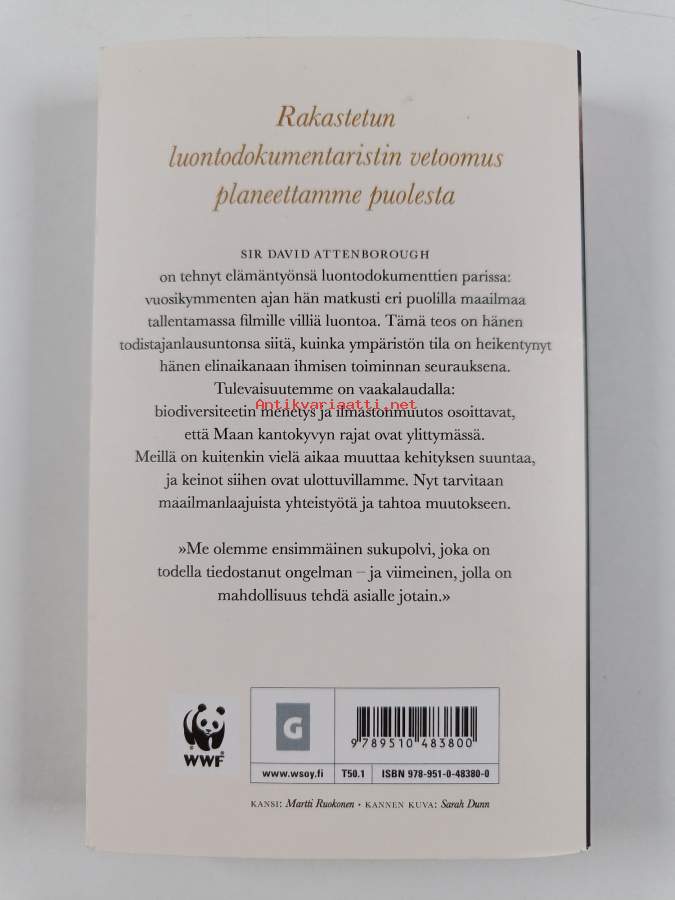 Rakastetun
luontodokumentaristin vetoomus
planeettamme puolesta
SIR DAVID ATTENBOROUGH
on tehnyt elämäntyönsä luontodokumenttien parissa:
vuosikymmenten ajan hän matkusti eri puolilla maailmaa
tallentamassa filmille villiä luontoa. Tämä teos on hänen
todistajanlausuntonsa siitä, kuinka ympäristön tila on heikentynyt
hänen elinaikanaan ihmisen toiminnan seurauksena.
Tulevaisuutemme on vaakalaudalla:
Antikvariaatti.net
biodiversiteetin menetys ja ilmastonmuutos osoittavat,
että Maan kantokyvyn rajat ovat ylittymässä.
Meillä on kuitenkin vielä aikaa muuttaa kehityksen suuntaa,
ja keinot siihen ovat ulottuvillamme. Nyt tarvitaan
maailmanlaajuista yhteistyötä ja tahtoa muutokseen.
»Me olemme ensimmäinen sukupolvi, joka on
todella tiedostanut ongelman – ja viimeinen, jolla on
mahdollisuus tehdä asialle jotain.»
WWF
G
9 789510 483800
www.wsoy.fi T50.1 ISBN 978-951-0-48380-0
KANSI: Martti Ruokonen • KANNEN KUVA: Sarah Dunn